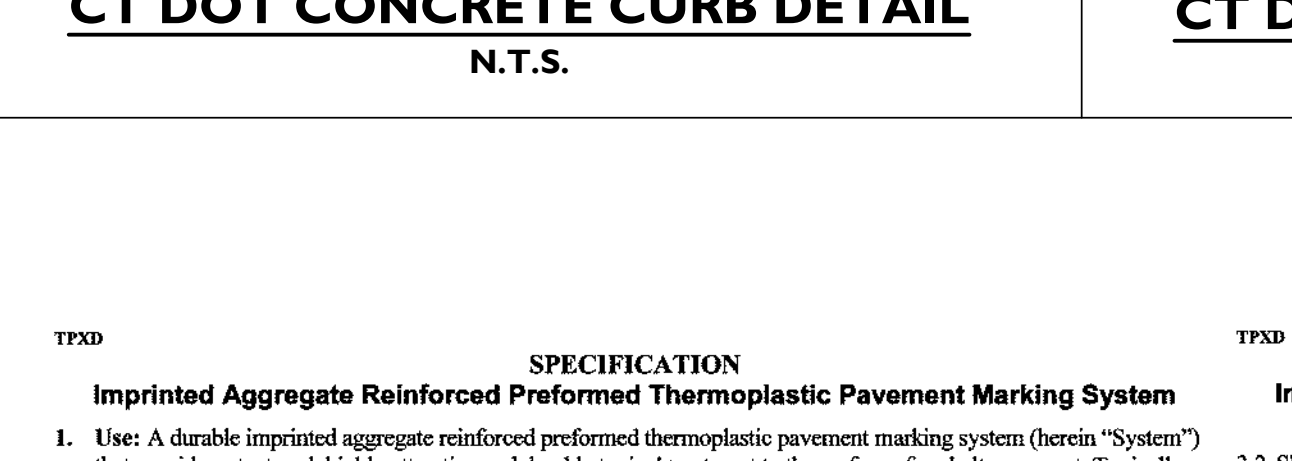 CT DOT CONCRETE CURB DETAIL
N.T.S.
CT D
TPXD
SPECIFICATION
Imprinted Aggregate Reinforced Preformed Thermoplastic Pavement Marking System
1. Use: A durable imprinted aggregate reinforced preformed thermoplastic pavement marking system (herein “System”)
TPXD